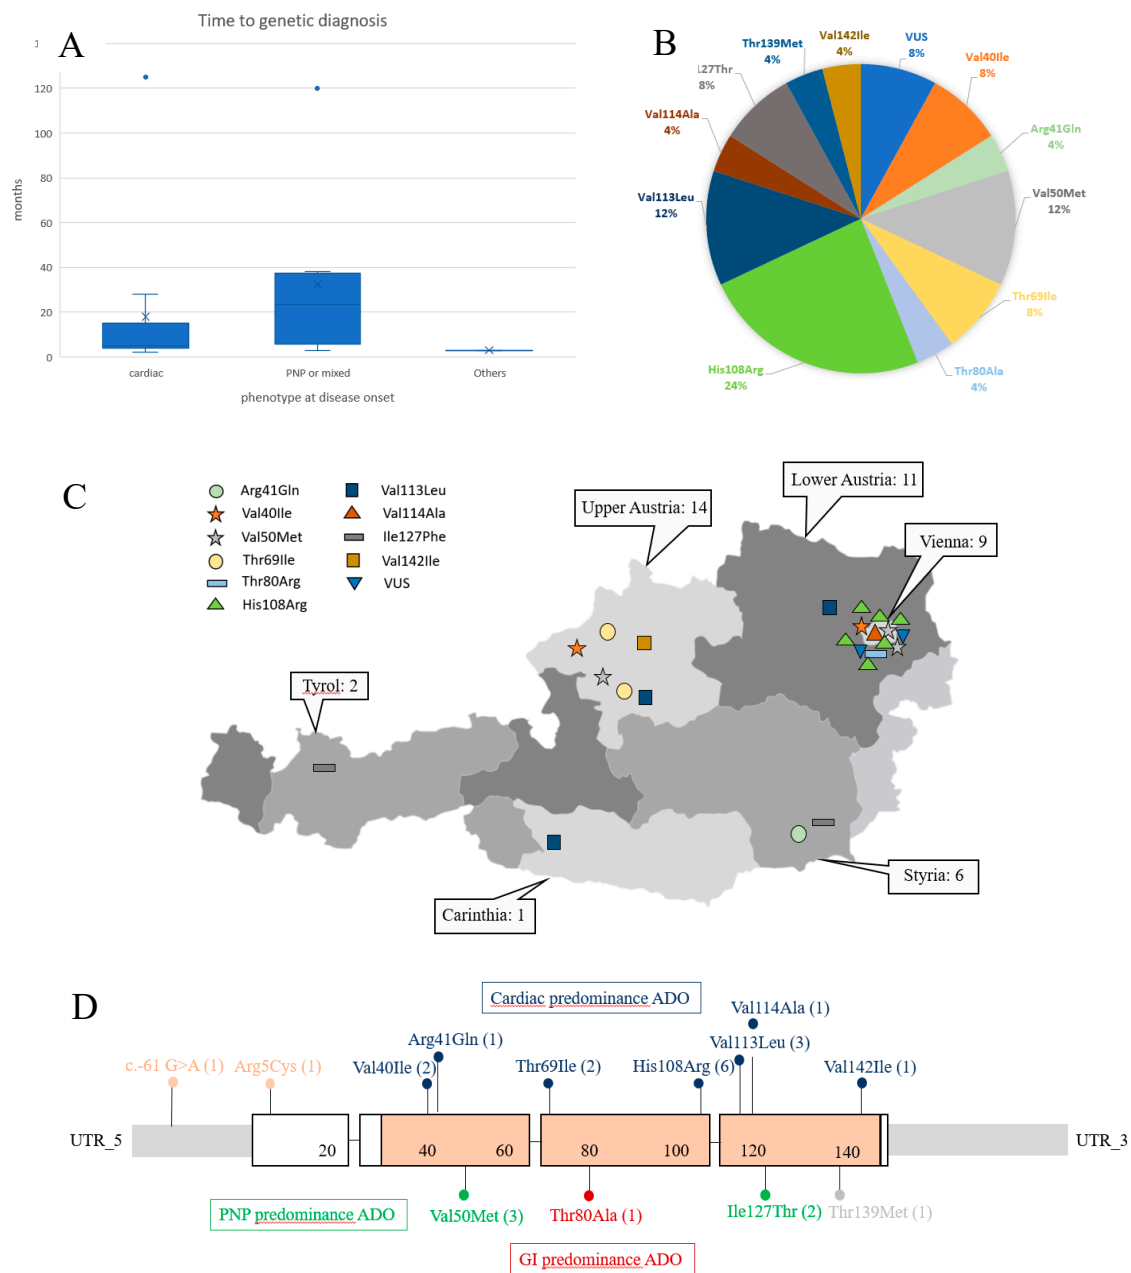 Time to genetic diagnosis
A
1
120
100
80
60
40
20
0
months
cardiac
PNP or mixed
Others
phenotype at disease onset
B
VUS
8%
Val40Ile
8%
Arg41Gln
4%
Val50Met
12%
Thr69Ile
8%
Thr80Ala
4%
His108Arg
24%
Val113Leu
12%
Val114Ala
4%
127Thr
8%
Thr139Met
4%
Val142Ile
4%
C
Arg41Gln
Val40Ile
Val50Met
Thr69Ile
Thr80Arg
His108Arg
Val113Leu
Val114Ala
Ile127Phe
Val142Ile
VUS
Upper Austria: 14
Lower Austria: 11
Vienna: 9
Tyrol: 2
Carinthia: 1
Styria: 6
D
Cardiac predominance ADO
Val114Ala (1)
Arg41Gln (1)
Val113Leu (3)
c.-61 G>A (1)
Arg5Cys (1)
Val40Ile (2)
Thr69Ile (2)
His108Arg (6)
Val142Ile (1)
UTR_5
20
40
60
80
100
120
140
UTR_3
PNP predominance ADO
Val50Met (3)
Thr80Ala (1)
Ile127Thr (2)
Thr139Met (1)
GI predominance ADO